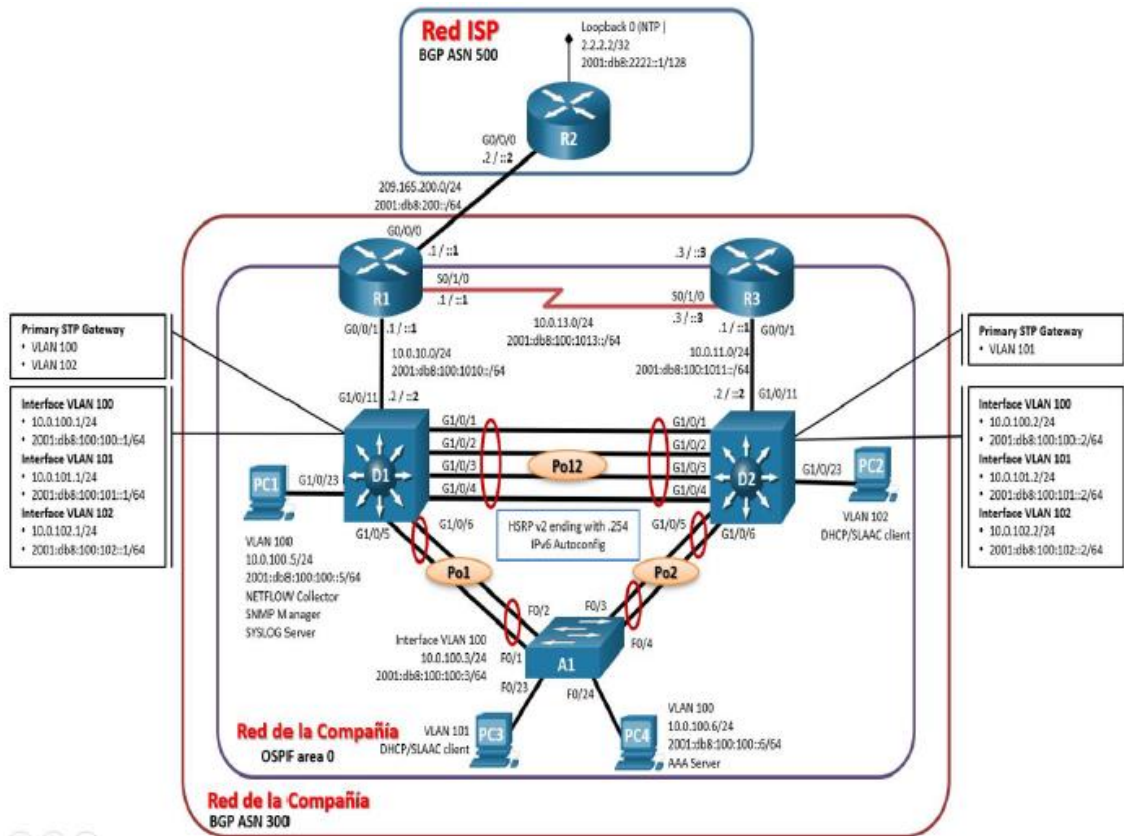 Red ISP
BGP ASN 500
Loopback 0 (NTP )
2.2.2.2/32
2001:db8:2222::1/128
R2
G0/0/0
.2 / ::2
209.165.200.0/24
2001:db8:200::/64
G0/0/0
.1 / ::1
.3 / ::3
R1
S0/1/0
.1 / ::1
S0/1/0
.3 / ::3
R3
10.0.13.0/24
2001:db8:100:1013::/64
G0/0/1
.1 / ::1
.1 / ::1
G0/0/1
10.0.10.0/24
2001:db8:100:1010::/64
10.0.11.0/24
2001:db8:100:1011::/64
G1/0/11
.2 / ::2
.2 / ::2
G1/0/11
Primary STP Gateway
• VLAN 100
• VLAN 102
Interface VLAN 100
• 10.0.100.1/24
• 2001:db8:100:100::1/64
Interface VLAN 101
• 10.0.101.1/24
• 2001:db8:100:101::1/64
Interface VLAN 102
• 10.0.102.1/24
• 2001:db8:100:102::1/64
Primary STP Gateway
• VLAN 101
Interface VLAN 100
• 10.0.100.2/24
• 2001:db8:100:100::2/64
Interface VLAN 101
• 10.0.101.2/24
• 2001:db8:100:101::2/64
Interface VLAN 102
• 10.0.102.2/24
• 2001:db8:100:102::2/64
G1/0/1
G1/0/2
G1/0/3
G1/0/4
G1/0/1
G1/0/2
G1/0/3
G1/0/4
Po12
D1
D2
PC1
G1/0/23
G1/0/23
PC2
VLAN 102
DHCP/SLAAC client
G1/0/5
G1/0/6
G1/0/5
G1/0/6
HSRP v2 ending with .254
IPv6 Autoconfig
VLAN 100
10.0.100.5/24
2001:db8:100:100::5/64
NETFLOW Collector
SNMP Manager
SYSLOG Server
Po1
Po2
F0/2
F0/3
F0/1
F0/4
Interface VLAN 100
10.0.100.3/24
2001:db8:100:100:3/64
A1
F0/23
F0/24
VLAN 101
DHCP/SLAAC client
PC3
PC4
VLAN 100
10.0.100.6/24
2001:db8:100:100::6/64
AAA Server
Red de la Compañía
OSPIF area 0
Red de la Compañía
BGP ASN 300